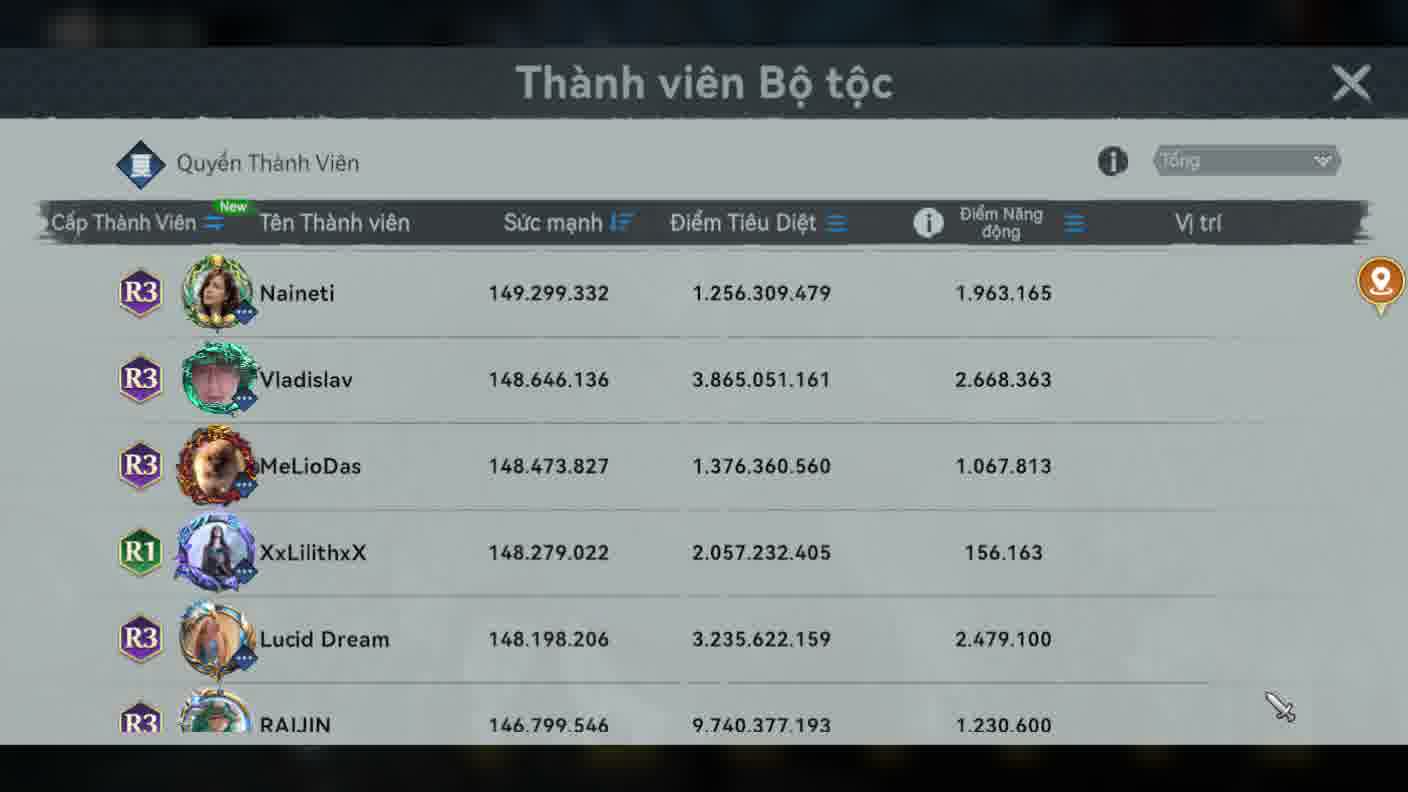 Thành viên Bộ tộc
Quyển Thành Viên
Tổng
New
Cấp Thành Viên Tên Thành viên Sức mạnh Điểm Tiêu Diệt Điểm Năng động Vị trí
R3 Naineti 149.299.332 1.256.309.479 1.963.165
R3 Vladislav 148.646.136 3.865.051.161 2.668.363
R3 MeLioDas 148.473.827 1.376.360.560 1.067.813
R1 XxLilithxX 148.279.022 2.057.232.405 156.163
R3 Lucid Dream 148.198.206 3.235.622.159 2.479.100
R3 RAIJIN 146.799.546 9.740.377.193 1.230.600